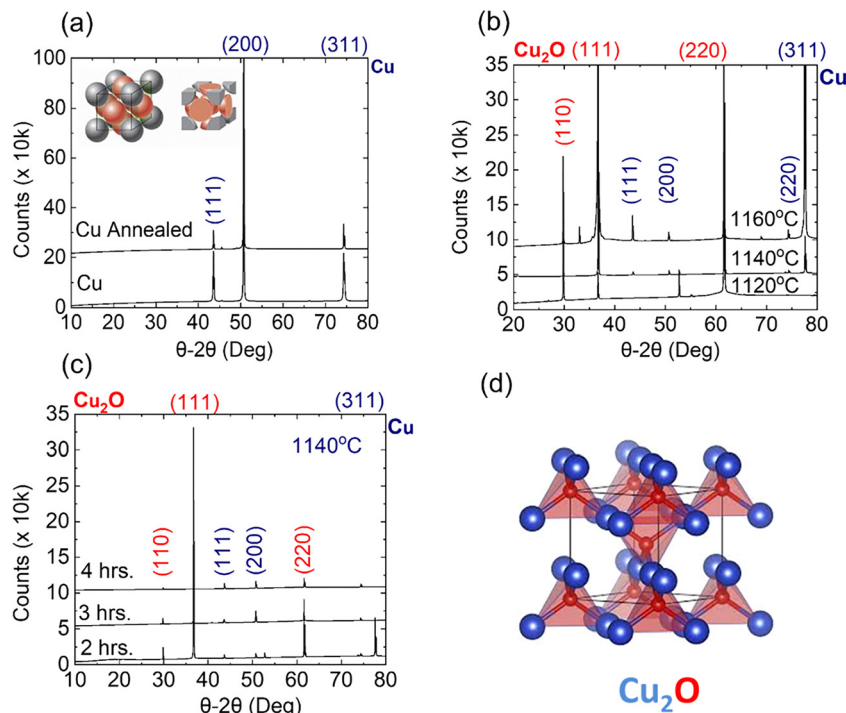 (a)
(200)
(311)
Cu
100
80
60
40
20
0
Counts (x 10k)
(111)
Cu Annealed
Cu
10 20 30 40 50 60 70 80
θ-2θ (Deg)
(b)
Cu2O (111)
(220)
(311)
Cu
35
30
25
20
15
10
5
0
Counts (x 10k)
(110)
(111)
(200)
(220)
1160°C
1140°C
1120°C
20 30 40 50 60 70 80
θ-2θ (Deg)
(c)
Cu2O
(111)
(311)
Cu
1140°C
35
30
25
20
15
10
5
0
Counts (x 10k)
(110)
(111)
(200)
(220)
4 hrs.
3 hrs.
2 hrs.
10 20 30 40 50 60 70 80
θ-2θ (Deg)
(d)
Cu2O